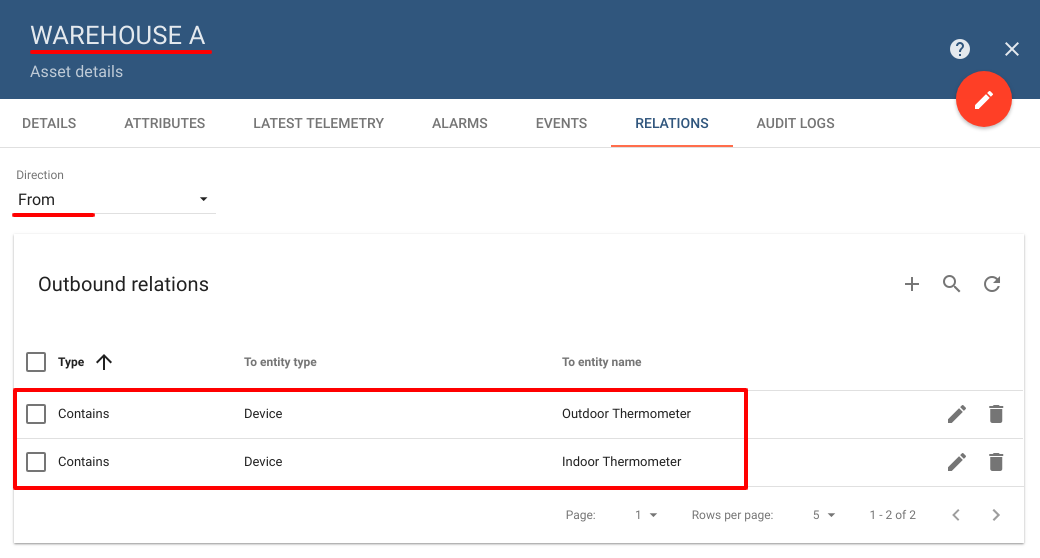 WAREHOUSE A
Asset details
DETAILS ATTRIBUTES LATEST TELEMETRY ALARMS EVENTS RELATIONS AUDIT LOGS
Direction
From
Outbound relations
Type To entity type To entity name
Contains Device Outdoor Thermometer
Contains Device Indoor Thermometer
Page: 1 Rows per page: 5 1 - 2 of 2